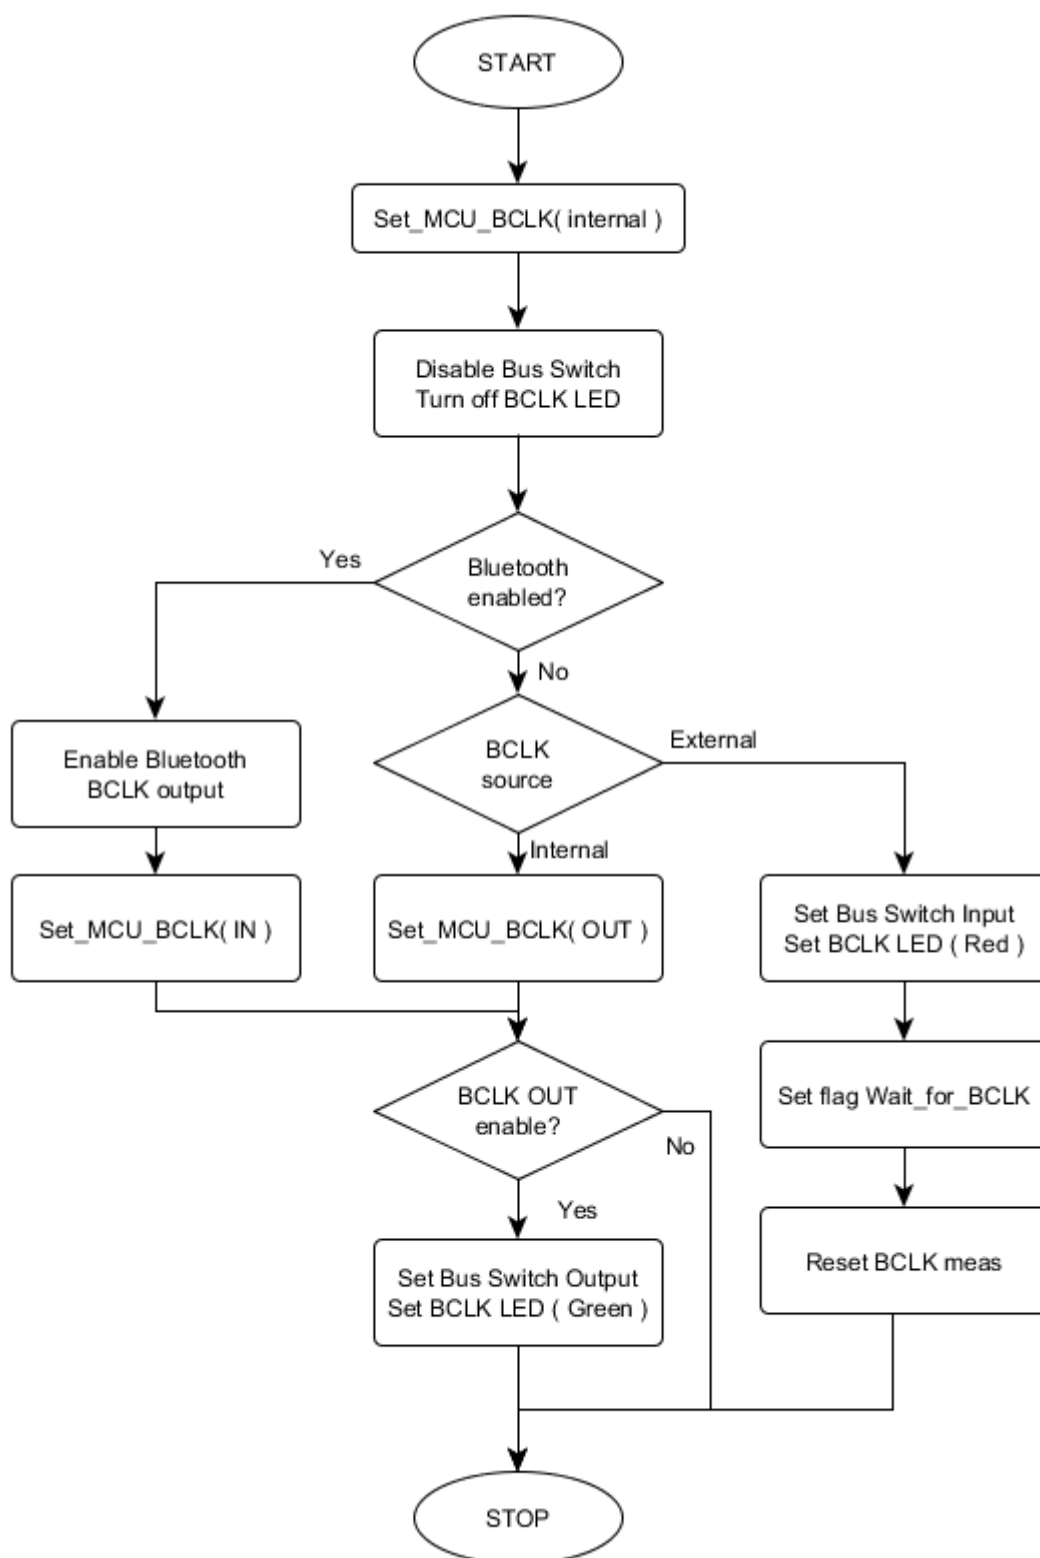 START
Set_MCU_BCLK( internal )
Disable Bus Switch
Turn off BCLK LED
Bluetooth
enabled?
Yes
No
Enable Bluetooth
BCLK output
Set_MCU_BCLK( IN )
BCLK
source
External
Internal
Set_MCU_BCLK( OUT )
Set Bus Switch Input
Set BCLK LED ( Red )
Set flag Wait_for_BCLK
Reset BCLK meas
BCLK OUT
enable?
No
Yes
Set Bus Switch Output
Set BCLK LED ( Green )
STOP